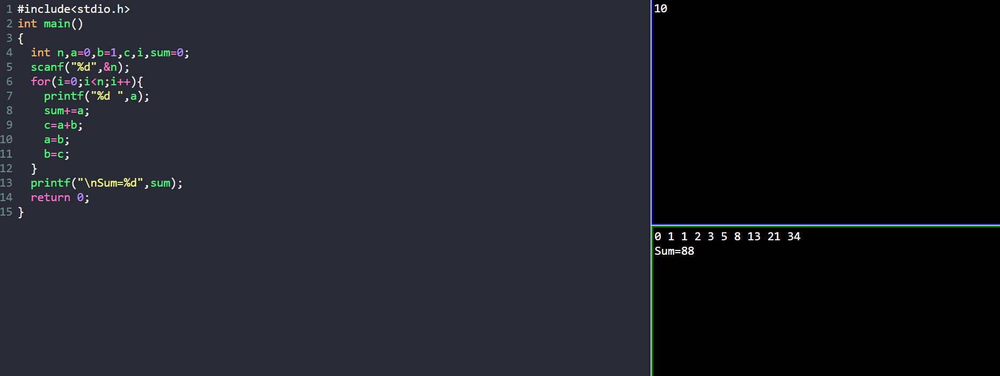 1 #include<stdio.h>
2 int main()
3 {
4   int n,a=0,b=1,c,i,sum=0;
5   scanf("%d",&n);
6   for(i=0;i<n;i++){
7     printf("%d ",a);
8     sum+=a;
9     c=a+b;
10     a=b;
11     b=c;
12   }
13   printf("\nSum=%d",sum);
14   return 0;
15 }
10
0 1 1 2 3 5 8 13 21 34
Sum=88